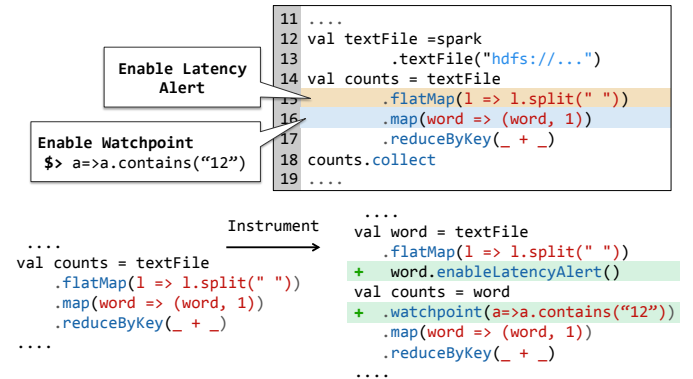 11 ....
12 val textFile =spark
13 .textFile("hdfs://...")
14 val counts = textFile
15 .flatMap(l => l.split(" "))
16 .map(word => (word, 1))
17 .reduceByKey(_ + _)
18 counts.collect
19 ....
Enable Latency
Alert
Enable Watchpoint
$> a=>a.contains(“12”)
....
val counts = textFile
.flatMap(l => l.split(" "))
.map(word => (word, 1))
.reduceByKey(_ + _)
....
Instrument
....
val word = textFile
.flatMap(l => l.split(" "))
+ word.enableLatencyAlert()
val counts = word
+ .watchpoint(a=>a.contains(“12”))
.map(word => (word, 1))
.reduceByKey(_ + _)
....